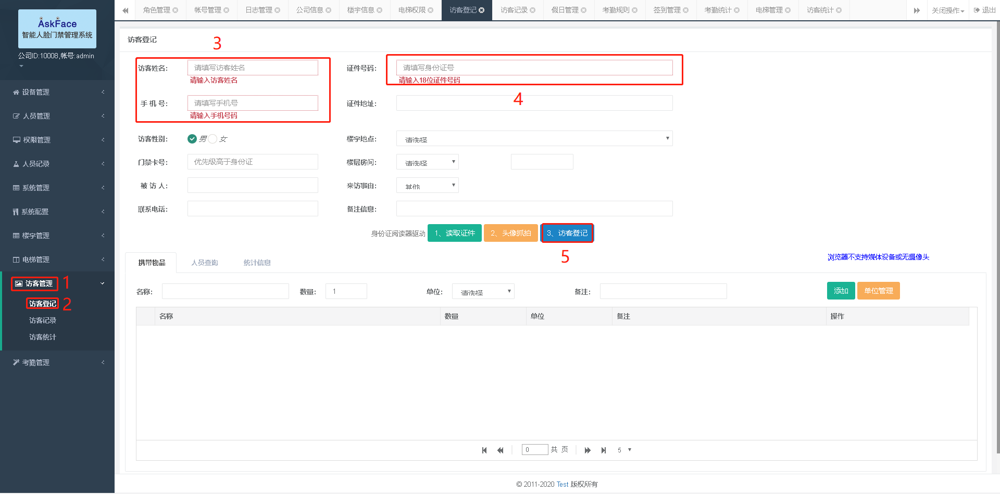 AskFace
智能人脸门禁管理系统
公司ID:10008,帐号:admin
设备管理
人员管理
权限管理
人员记录
系统管理
系统配置
楼宇管理
电梯管理
访客管理 1
访客登记 2
访客记录
访客统计
考勤管理
角色管理 帐号管理 日志管理 公司信息 楼宇信息 电梯权限 访客登记 访客记录 假日管理 考勤规则 签到管理 考勤统计 电梯管理 访客统计 关闭操作 退出
访客登记
3
访客姓名: 请填写访客姓名 证件号码: 请填写身份证号
请输入访客姓名 请输入18位证件号码
4
手 机 号: 请填写手机号 证件地址:
请输入手机号码
访客性别: 男 女 楼宇地点: 请选择
门禁卡号: 优先级高于身份证 楼层房间: 请选择
被 访 人: 来访事由: 其他
联系电话: 备注信息:
身份证阅读器驱动 1、读取证件 2、头像抓拍 3、访客登记
5
携带物品 人员查询 统计信息 浏览器不支持媒体设备或无摄像头
名称: 数量: 1 单位: 请选择 备注: 添加 单位管理
名称 数量 单位 备注 操作
0 共 页 5
© 2011-2020 Test 版权所有